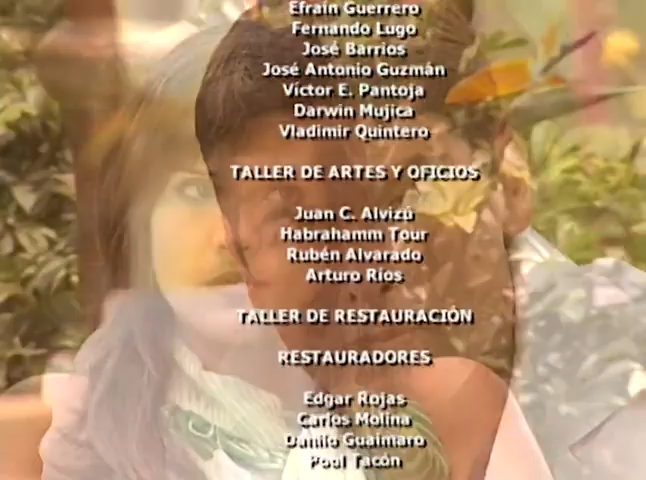 Efraín Guerrero
Fernando Lugo
José Barrios
José Antonio Guzmán
Víctor E. Pantoja
Darwin Mujica
Vladimir Quintero
TALLER DE ARTES Y OFICIOS
Juan C. Alvizú
Habrahamm Tour
Rubén Alvarado
Arturo Ríos
TALLER DE RESTAURACIÓN
RESTAURADORES
Edgar Rojas
Carlos Molina
Danilo Guaimaro
Pool Tacón